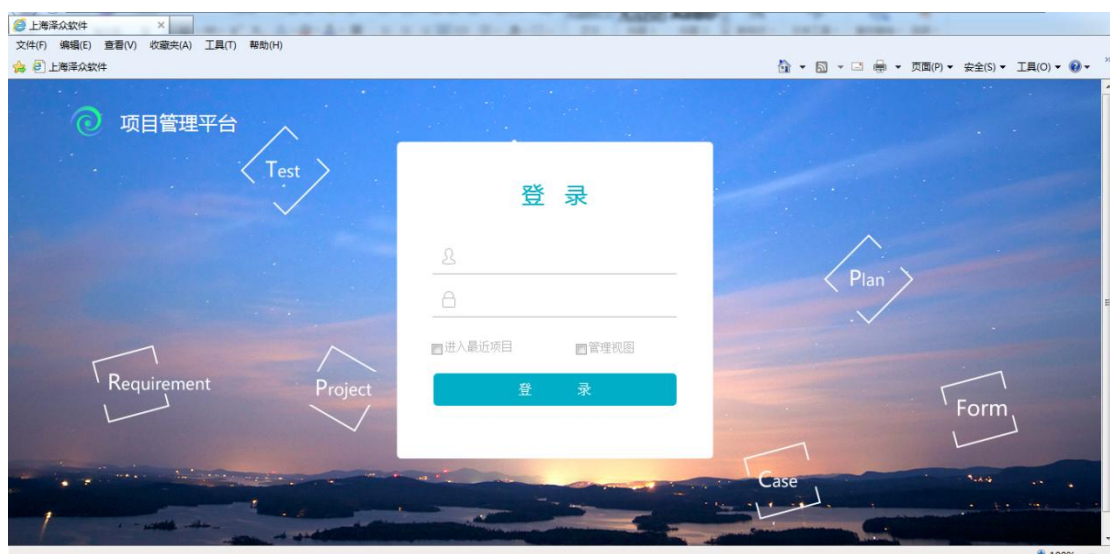 上海泽众软件
文件(F) 编辑(E) 查看(V) 收藏夹(A) 工具(T) 帮助(H)
上海泽众软件
页面(P) 安全(S) 工具(O)
项目管理平台
Test
登 录
Plan
进入最近项目 管理视图
Requirement
Project
登 录
Form
Case
100%